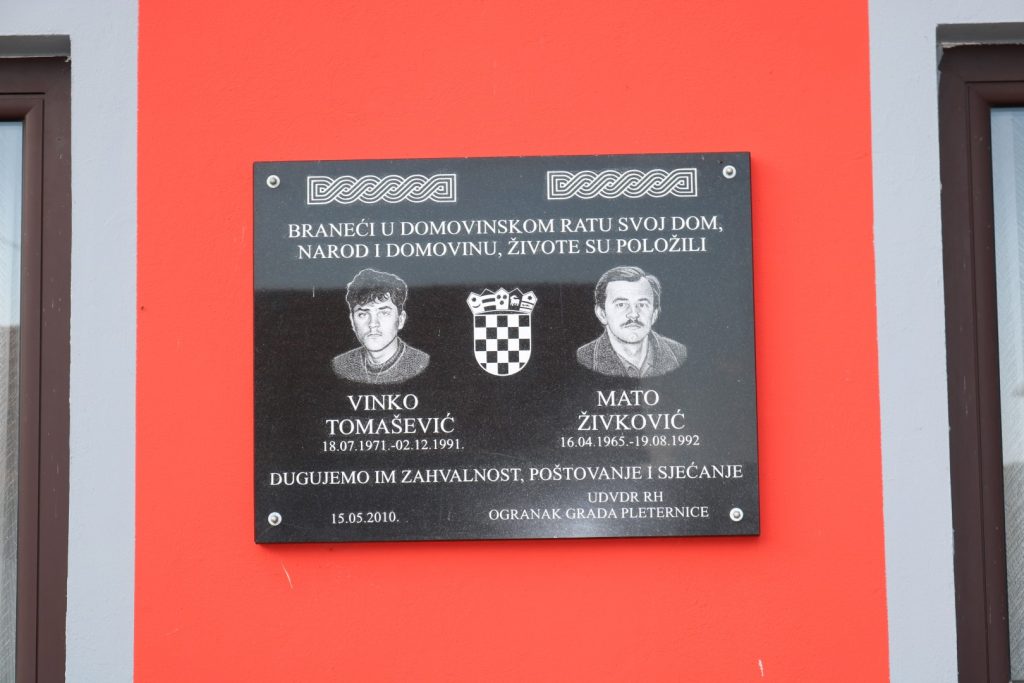 BRANEĆI U DOMOVINSKOM RATU SVOJ DOM,
NAROD I DOMOVINU, ŽIVOTE SU POLOŽILI
VINKO
TOMAŠEVIĆ
18.07.1971.-02.12.1991.
MATO
ŽIVKOVIĆ
16.04.1965.-19.08.1992
DUGUJEMO IM ZAHVALNOST, POŠTOVANJE I SJEĆANJE
15.05.2010.
UDVDR RH
OGRANAK GRADA PLETERNICE